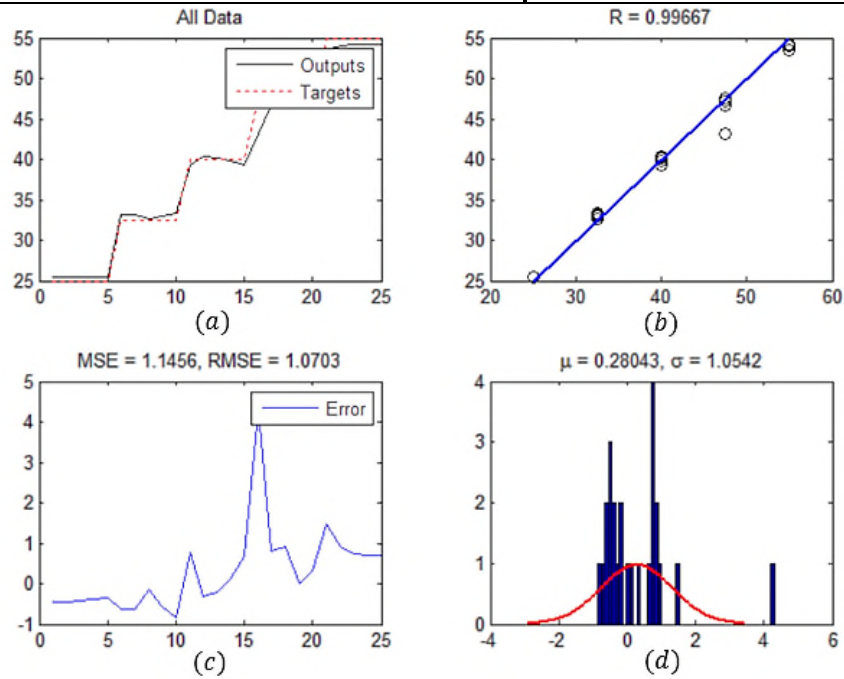 All Data
55
50
45
40
35
30
25
0 5 10 15 20 25
Outputs
Targets
(a)
R = 0.99667
55
50
45
40
35
30
25
20 30 40 50 60
(b)
MSE = 1.1456, RMSE = 1.0703
5
4
3
2
1
0
-1
0 5 10 15 20 25
Error
(c)
μ = 0.28043, σ = 1.0542
4
3
2
1
0
-4 -2 0 2 4 6
(d)